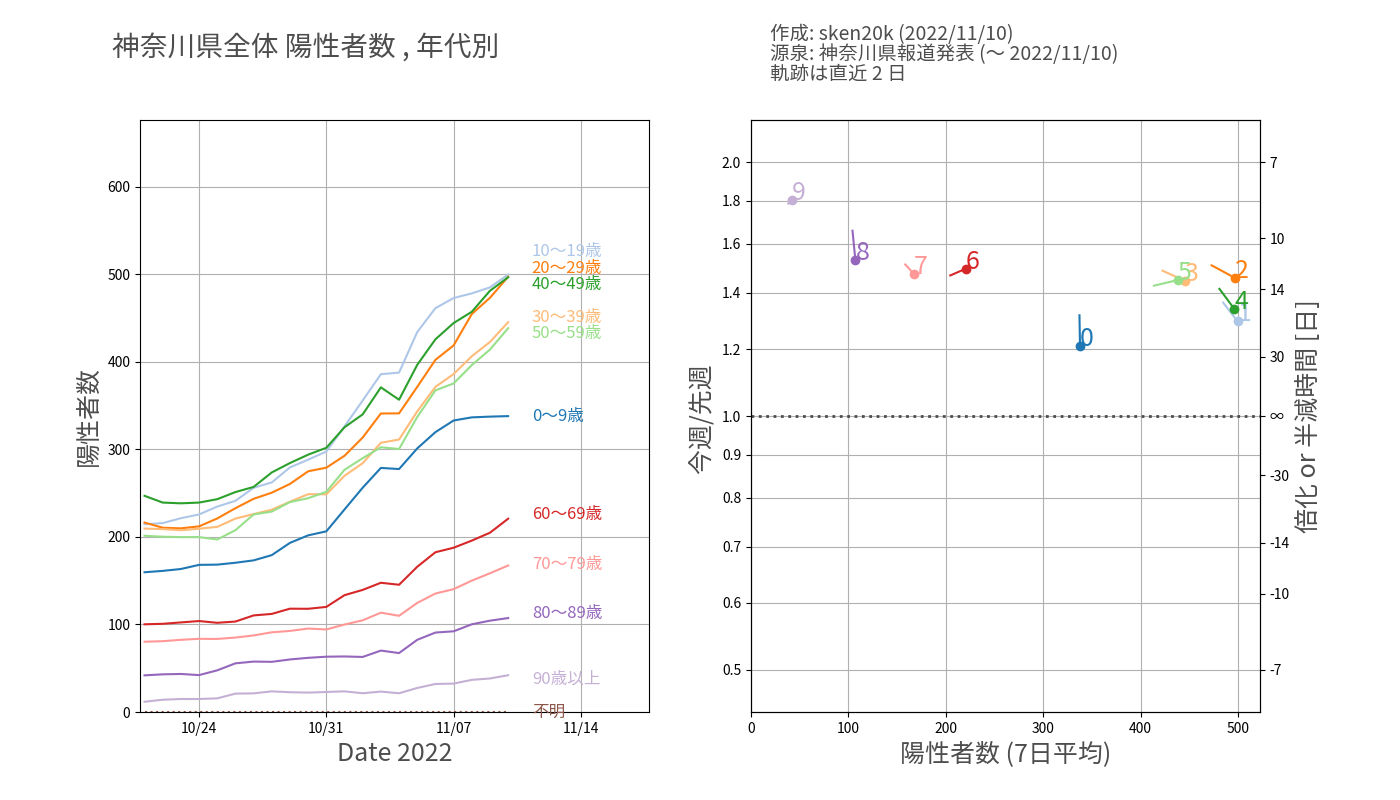 神奈川県全体 陽性者数 , 年代別
作成: sken20k (2022/11/10)
源泉: 神奈川県報道発表 (〜 2022/11/10)
軌跡は直近 2 日
陽性者数
600
500
400
300
200
100
0
10〜19歳
20〜29歳
40〜49歳
30〜39歳
50〜59歳
0〜9歳
60〜69歳
70〜79歳
80〜89歳
90歳以上
不明
10/24
10/31
11/07
11/14
Date 2022
今週/先週
2.0
1.8
1.6
1.4
1.2
1.0
0.9
0.8
0.7
0.6
0.5
9
8
7
6
5
3
2
4
1
0
7
10
14
30
∞
-30
-14
-10
-7
倍化 or 半減時間 [日]
0
100
200
300
400
500
陽性者数 (7日平均)